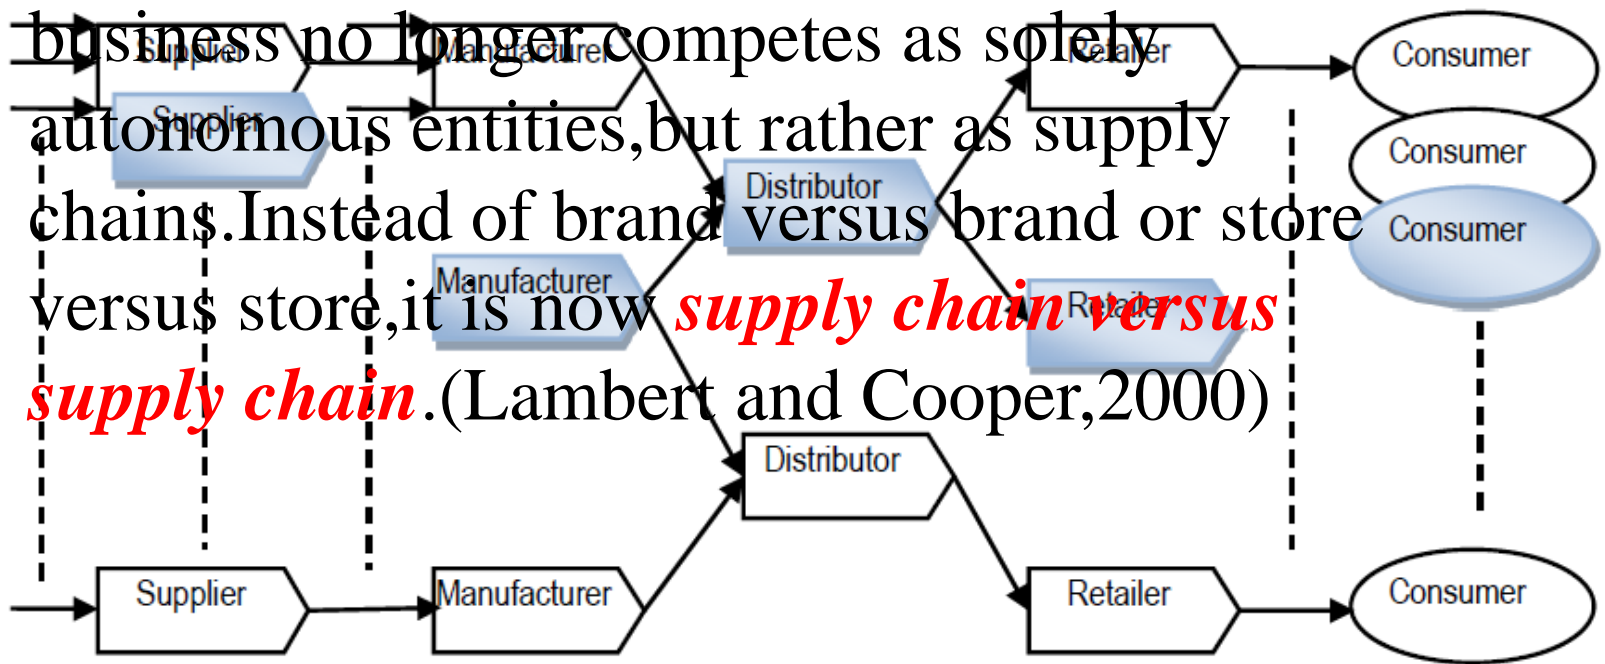 business no longer competes as solely
autonomous entities,but rather as supply
chains.Instead of brand versus brand or store
versus store,it is now supply chain versus
supply chain.(Lambert and Cooper,2000)
Supplier
Manufacturer
Retailer
Consumer
Supplier
Consumer
Distributor
Consumer
Manufacturer
Retailer
Distributor
Supplier
Manufacturer
Retailer
Consumer